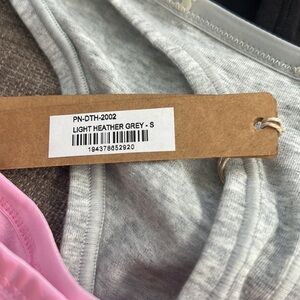 PN-DTH-2002
LIGHT HEATHER GREY - S
194378652920